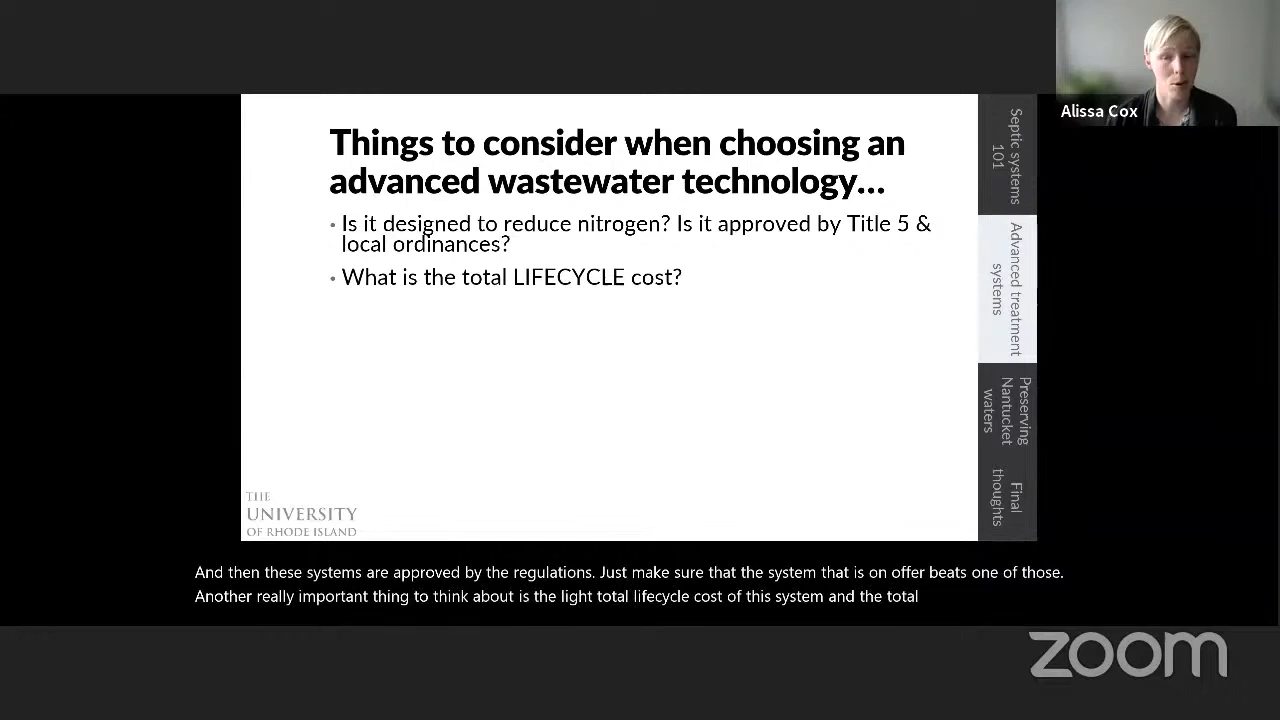 Alissa Cox
Things to consider when choosing an
advanced wastewater technology...
• Is it designed to reduce nitrogen? Is it approved by Title 5 &
local ordinances?
• What is the total LIFECYCLE cost?
Septic systems
101
Advanced treatment
systems
Preserving
Nantucket
waters
Final
thoughts
THE
UNIVERSITY
OF RHODE ISLAND
And then these systems are approved by the regulations. Just make sure that the system that is on offer beats one of those.
Another really important thing to think about is the light total lifecycle cost of this system and the total
zoom